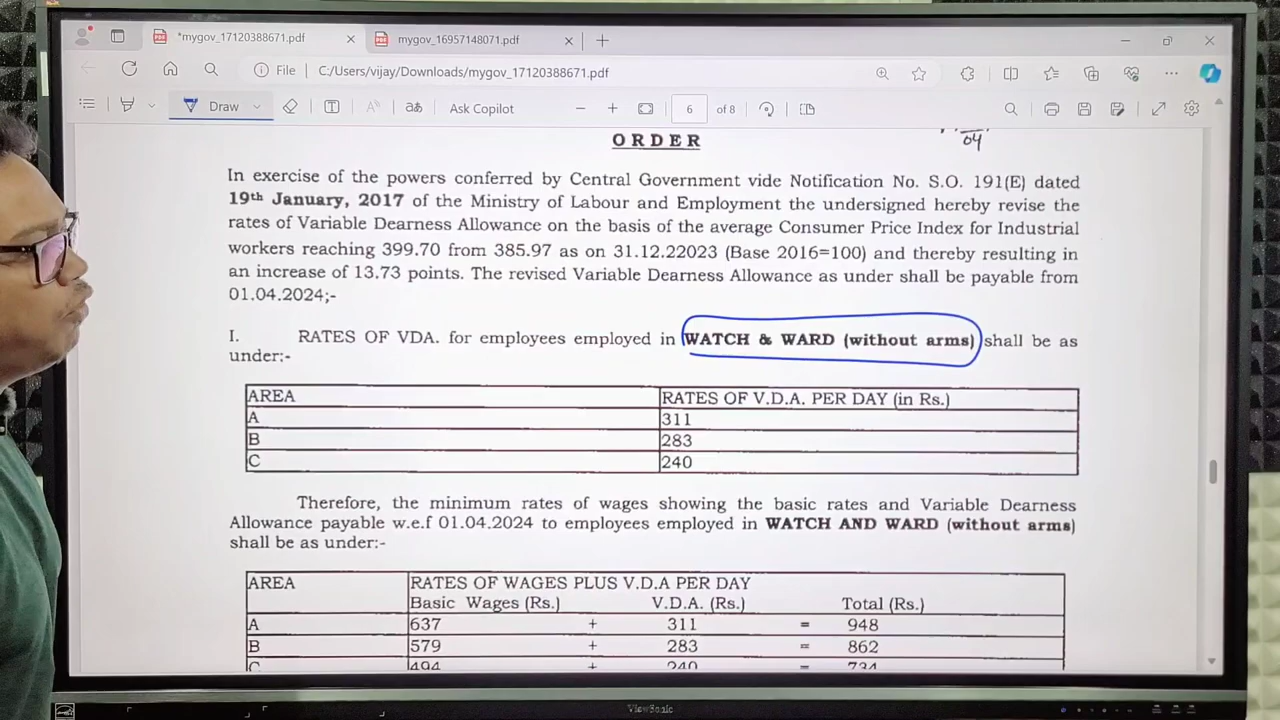 *mygov_17120388671.pdf
mygov_16957148071.pdf
File C:/Users/vijay/Downloads/mygov_17120388671.pdf
Draw
aあ
Ask Copilot
6 of 8
04
ORDER
In exercise of the powers conferred by Central Government vide Notification No. S.O. 191(E) dated
19th January, 2017 of the Ministry of Labour and Employment the undersigned hereby revise the
rates of Variable Dearness Allowance on the basis of the average Consumer Price Index for Industrial
workers reaching 399.70 from 385.97 as on 31.12.22023 (Base 2016=100) and thereby resulting in
an increase of 13.73 points. The revised Variable Dearness Allowance as under shall be payable from
01.04.2024;-
I. RATES OF VDA. for employees employed in WATCH & WARD (without arms) shall be as
under:-
AREA RATES OF V.D.A. PER DAY (in Rs.)
A 311
B 283
C 240
Therefore, the minimum rates of wages showing the basic rates and Variable Dearness
Allowance payable w.e.f 01.04.2024 to employees employed in WATCH AND WARD (without arms)
shall be as under:-
AREA RATES OF WAGES PLUS V.D.A PER DAY
Basic Wages (Rs.) V.D.A. (Rs.) Total (Rs.)
A 637 + 311 = 948
B 579 + 283 = 862
C 494 + 240 = 734
ViewSonic